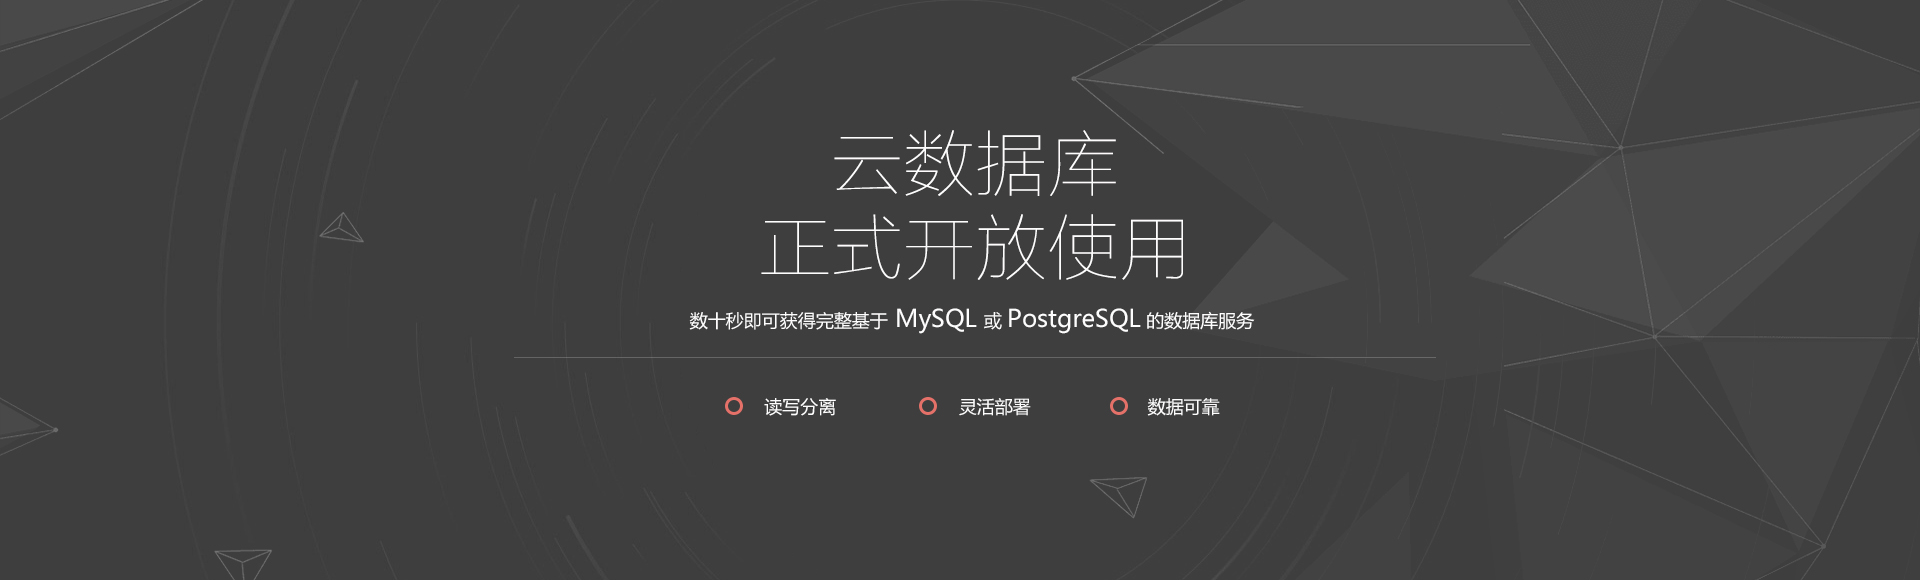 云数据库
正式开放使用
数十秒即可获得完整基于 MySQL 或 PostgreSQL 的数据库服务
读写分离 灵活部署 数据可靠